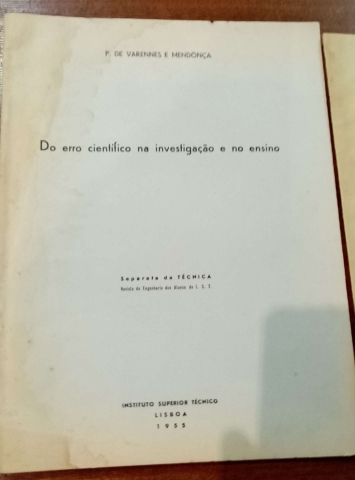 P. DE VARENNES E MENDONÇA
Do erro científico na investigação e no ensino
Separata da TÉCNICA
Revista de Engenharia dos Alunos do I. S. T.
INSTITUTO SUPERIOR TÉCNICO
LISBOA
1955